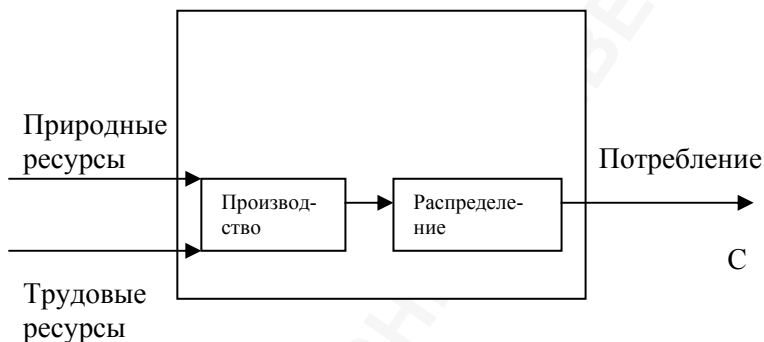 Природные
ресурсы
Потребление
Производ-
ство
Распределе-
ние
С
Трудовые
ресурсы